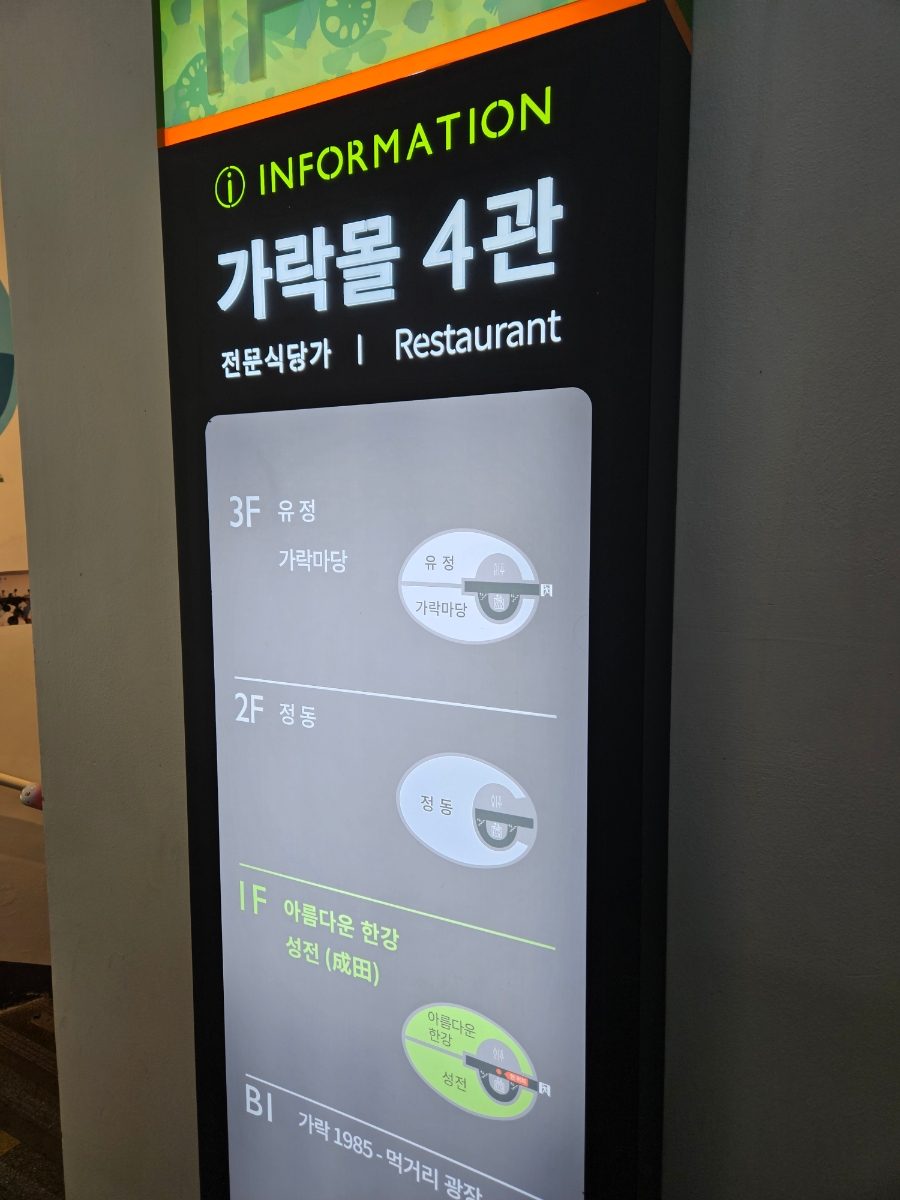 i INFORMATION
가락몰 4관
전문식당가 | Restaurant
3F 유정
가락마당
유정
가락마당
2F 정동
정동
1F 아름다운 한강
성전 (成田)
아름다운
한강
성전
B1 가락 1985 - 먹거리 광장